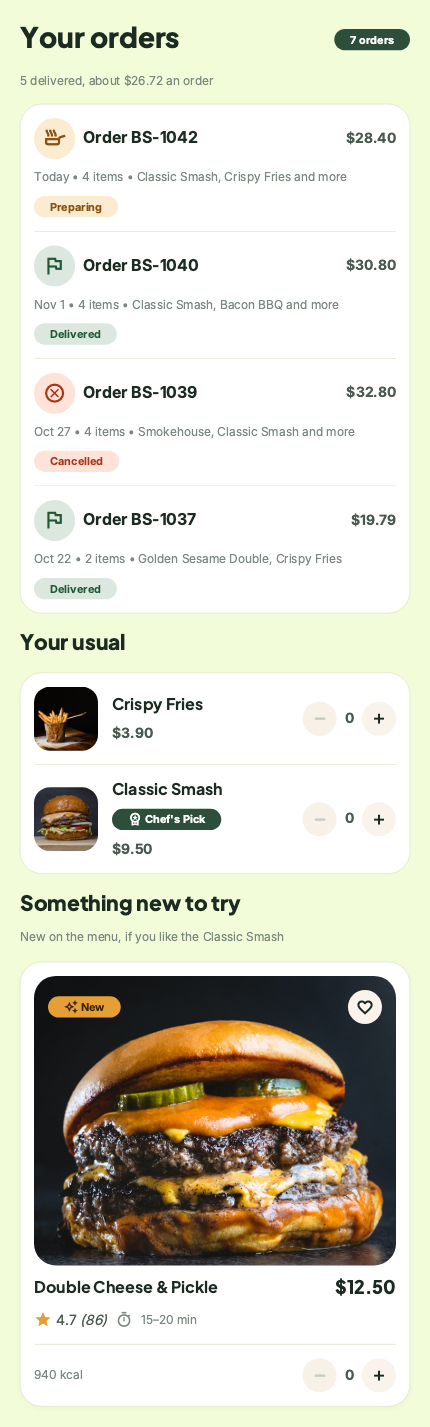 Your orders
7 orders
5 delivered, about $26.72 an order
Order BS-1042
$28.40
Today • 4 items • Classic Smash, Crispy Fries and more
Preparing
Order BS-1040
$30.80
Nov 1 • 4 items • Classic Smash, Bacon BBQ and more
Delivered
Order BS-1039
$32.80
Oct 27 • 4 items • Smokehouse, Classic Smash and more
Cancelled
Order BS-1037
$19.79
Oct 22 • 2 items • Golden Sesame Double, Crispy Fries
Delivered
Your usual
Crispy Fries
$3.90
0
Classic Smash
Chef's Pick
$9.50
0
Something new to try
New on the menu, if you like the Classic Smash
New
Double Cheese & Pickle
$12.50
4.7 (86) 15–20 min
940 kcal
0